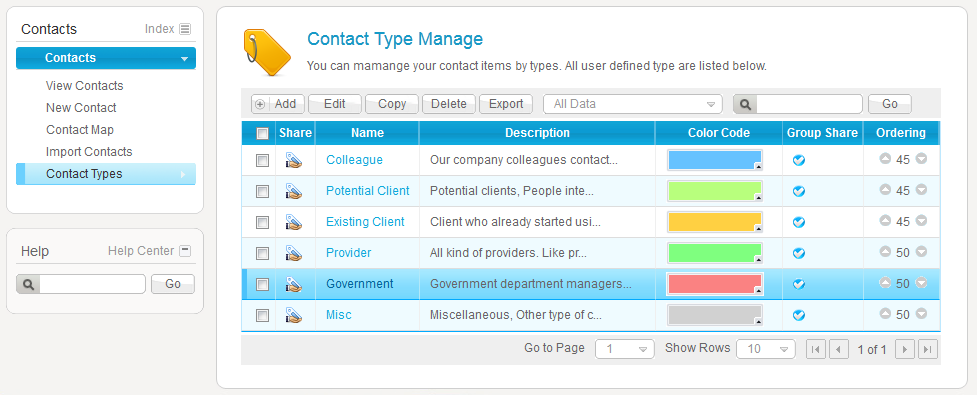 Contacts Index
Contacts
View Contacts
New Contact
Contact Map
Import Contacts
Contact Types
Help Help Center
Go
Contact Type Manage
You can mamange your contact items by types. All user defined type are listed below.
Add Edit Copy Delete Export All Data Go
Share Name Description Color Code Group Share Ordering
Colleague Our company colleagues contact... 45
Potential Client Potential clients, People inte... 45
Existing Client Client who already started usi... 45
Provider All kind of providers. Like pr... 50
Government Government department managers... 50
Misc Miscellaneous, Other type of c... 50
Go to Page 1 Show Rows 10 1 of 1